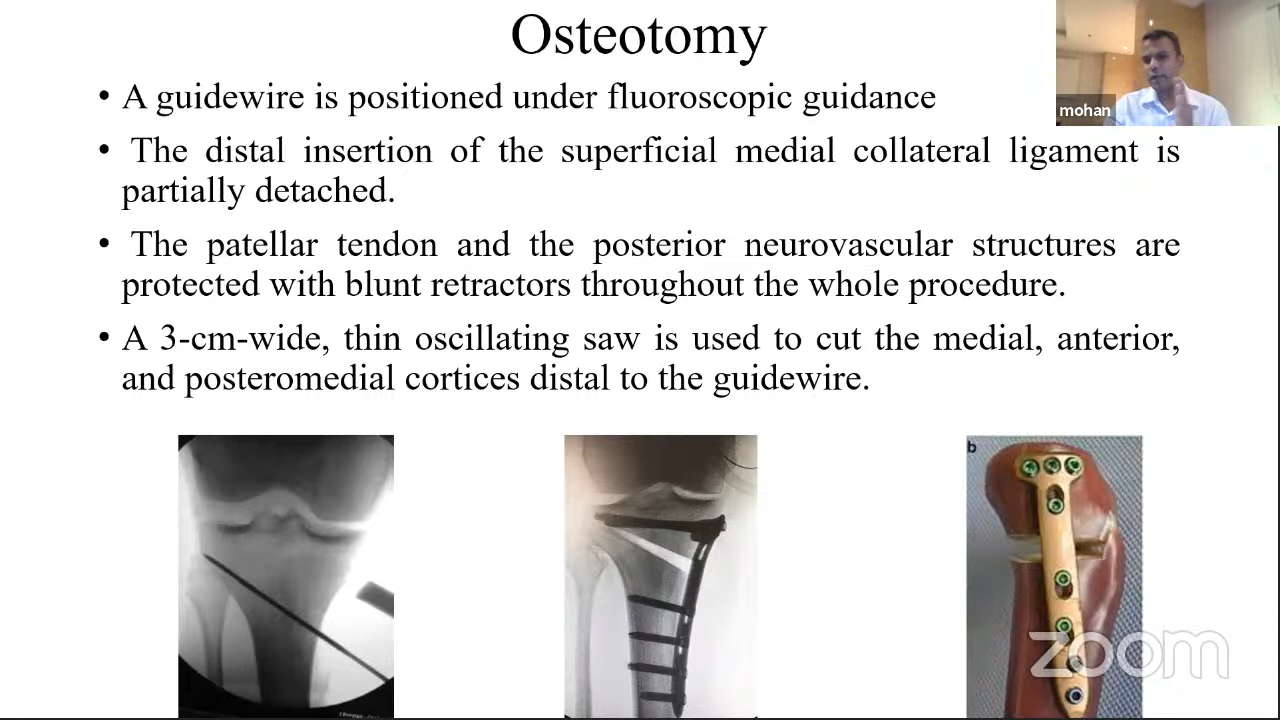 Osteotomy
mohan
• A guidewire is positioned under fluoroscopic guidance
• The distal insertion of the superficial medial collateral ligament is
partially detached.
• The patellar tendon and the posterior neurovascular structures are
protected with blunt retractors throughout the whole procedure.
• A 3-cm-wide, thin oscillating saw is used to cut the medial, anterior,
and posteromedial cortices distal to the guidewire.
b
zoom